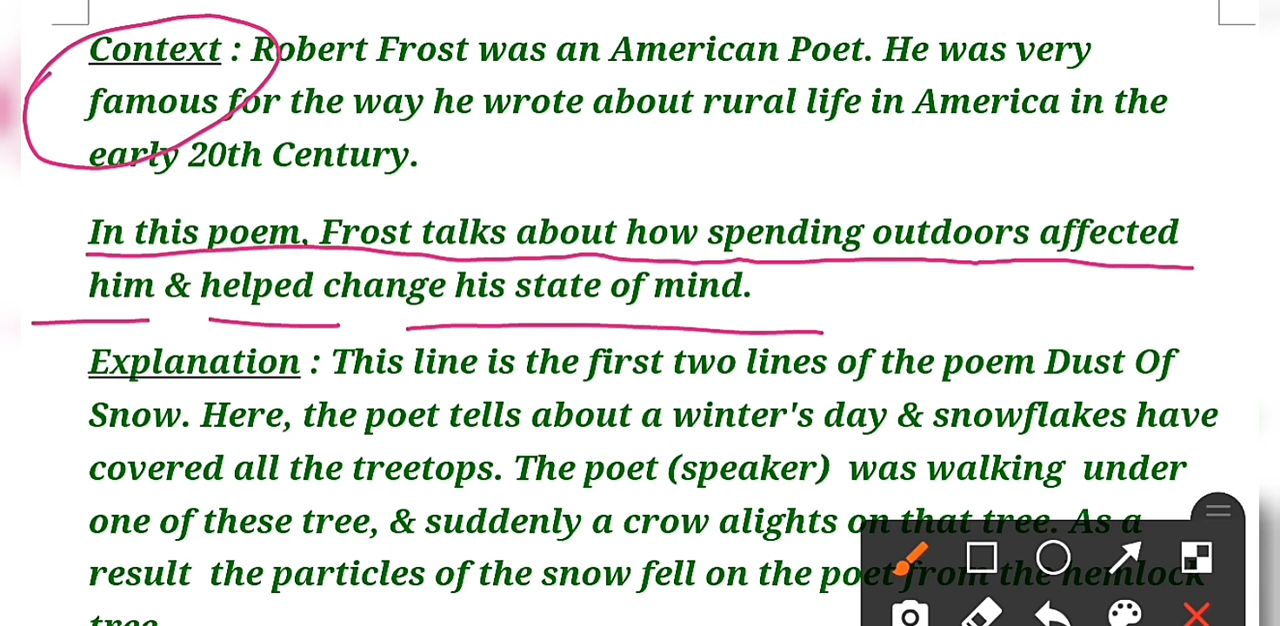 Context : Robert Frost was an American Poet. He was very
famous for the way he wrote about rural life in America in the
early 20th Century.
In this poem, Frost talks about how spending outdoors affected
him & helped change his state of mind.
Explanation : This line is the first two lines of the poem Dust Of
Snow. Here, the poet tells about a winter's day & snowflakes have
covered all the treetops. The poet (speaker) was walking under
one of these tree, & suddenly a crow alights on that tree. As a
result the particles of the snow fell on the poet from the hemlock
tree